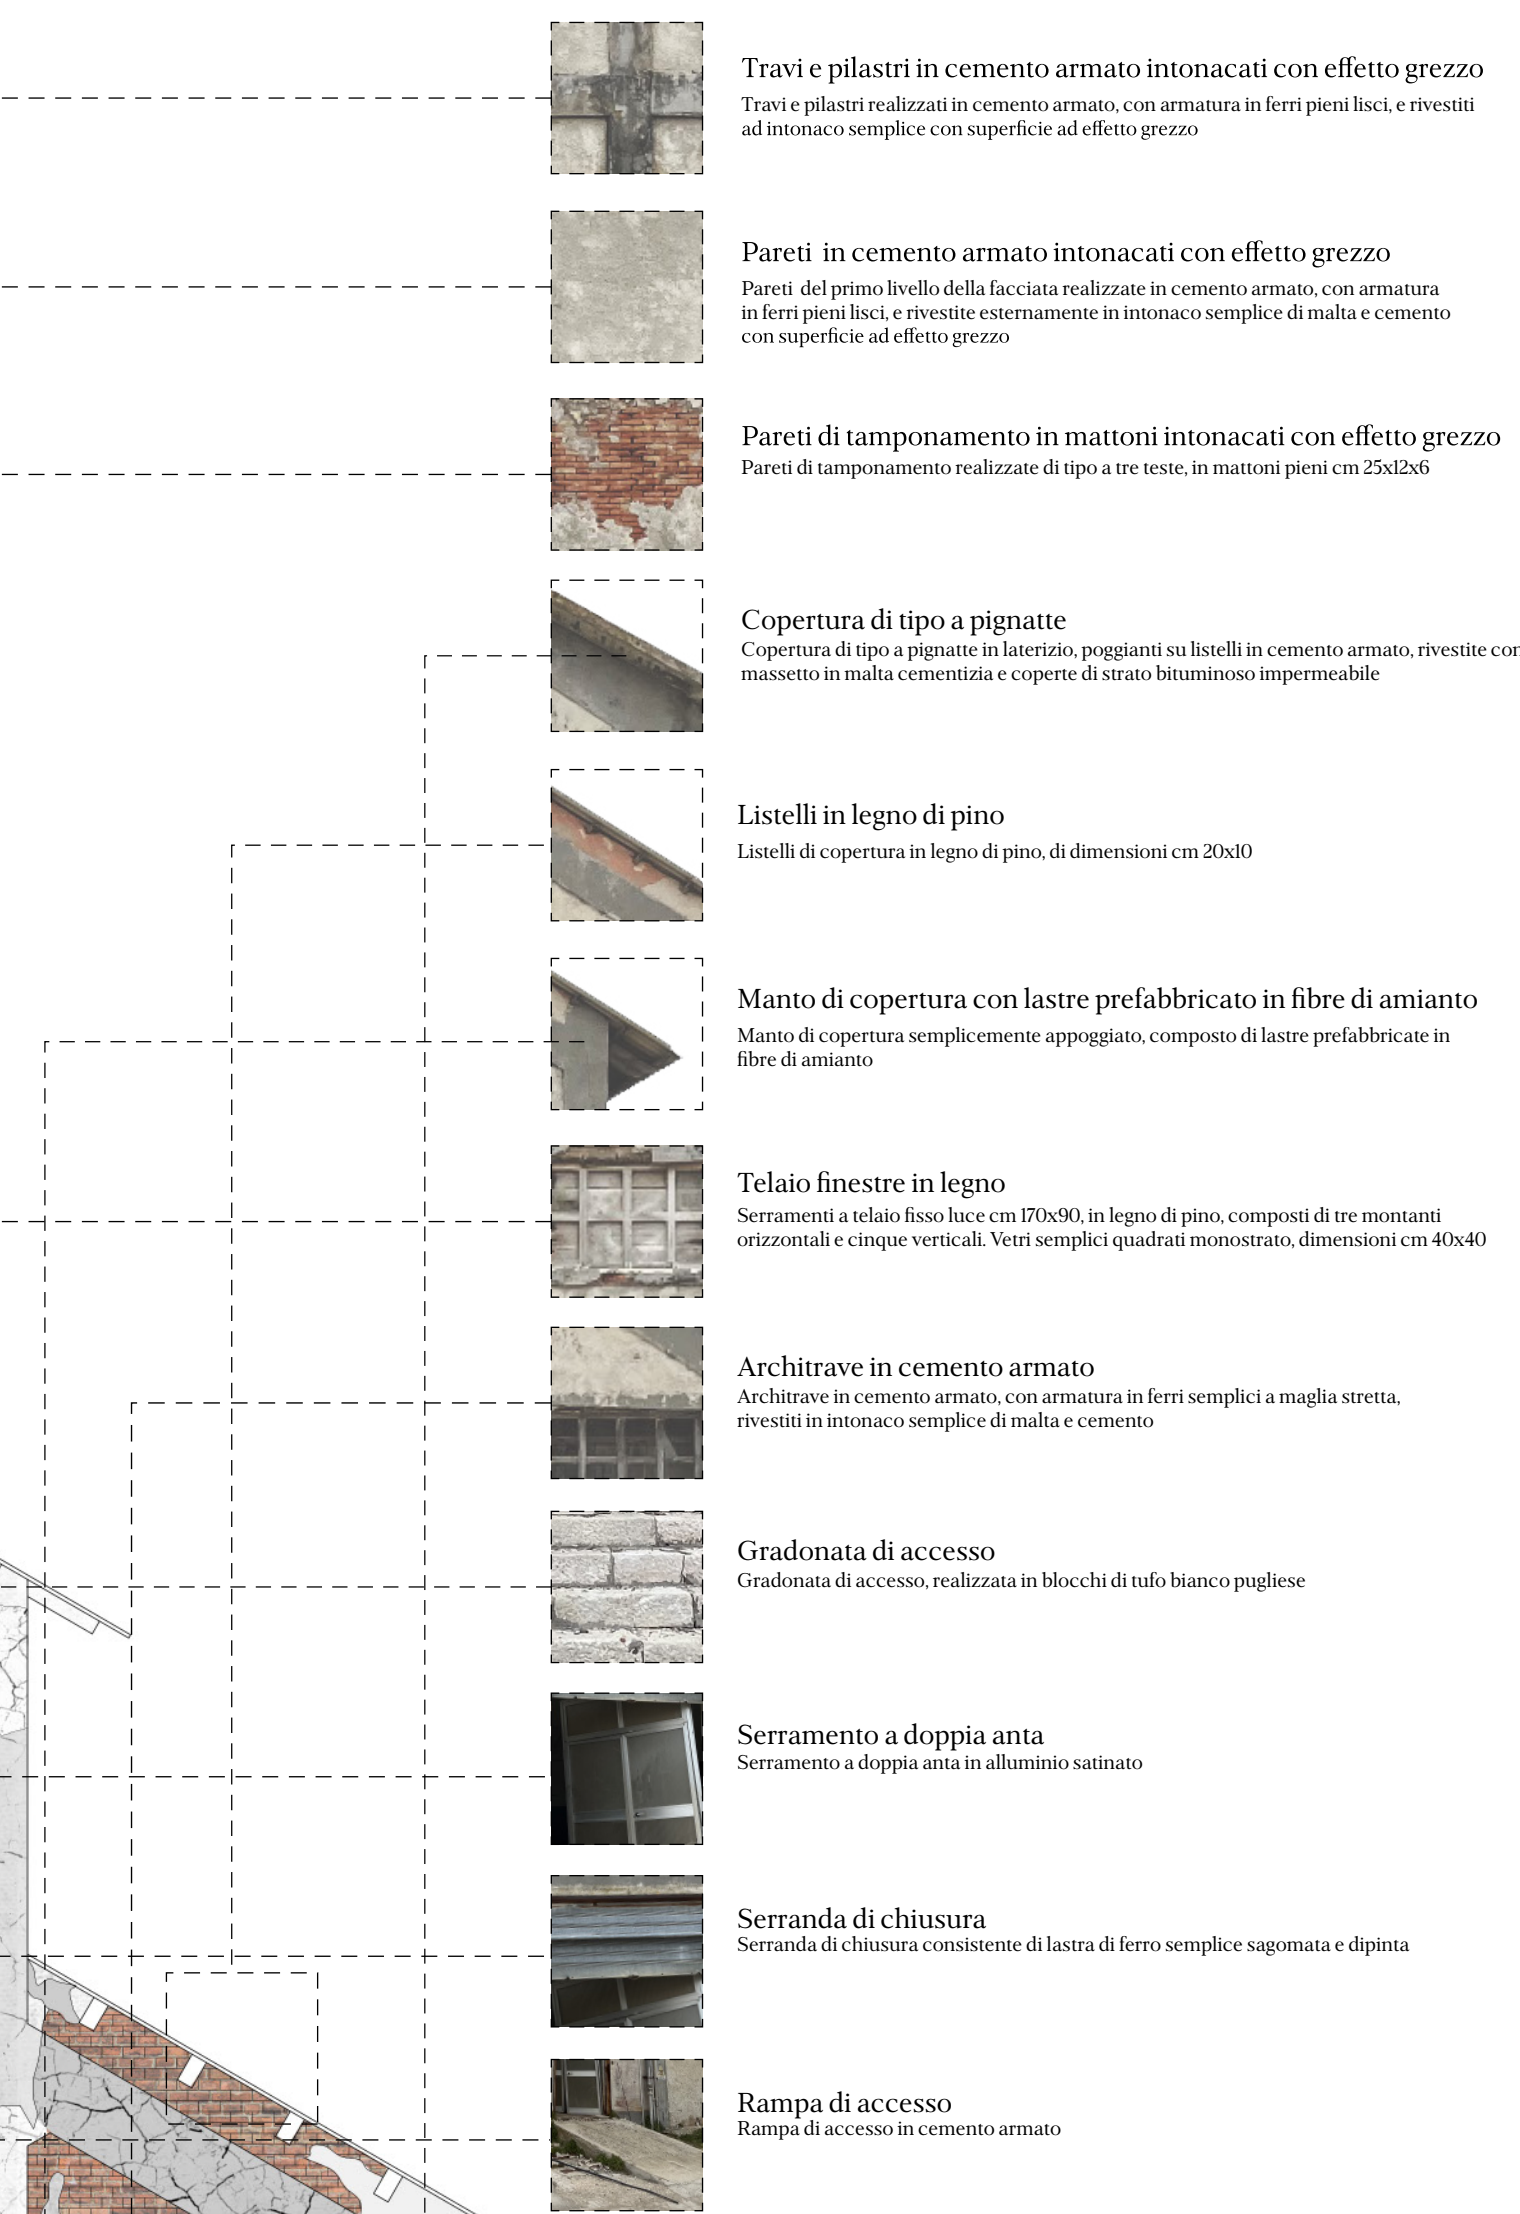 Travi e pilastri in cemento armato intonacati con effetto grezzo
Travi e pilastri realizzati in cemento armato, con armatura in ferri pieni lisci, e rivestiti
ad intonaco semplice con superficie ad effetto grezzo
Pareti in cemento armato intonacati con effetto grezzo
Pareti del primo livello della facciata realizzate in cemento armato, con armatura
in ferri pieni lisci, e rivestite esternamente in intonaco semplice di malta e cemento
con superficie ad effetto grezzo
Pareti di tamponamento in mattoni intonacati con effetto grezzo
Pareti di tamponamento realizzate di tipo a tre teste, in mattoni pieni cm 25x12x6
Copertura di tipo a pignatte
Copertura di tipo a pignatte in laterizio, poggianti su listelli in cemento armato, rivestite con
massetto in malta cementizia e coperte di strato bituminoso impermeabile
Listelli in legno di pino
Listelli di copertura in legno di pino, di dimensioni cm 20x10
Manto di copertura con lastre prefabbricato in fibre di amianto
Manto di copertura semplicemente appoggiato, composto di lastre prefabbricate in
fibre di amianto
Telaio finestre in legno
Serramenti a telaio fisso luce cm 170x90, in legno di pino, composti di tre montanti
orizzontali e cinque verticali. Vetri semplici quadrati monostrato, dimensioni cm 40x40
Architrave in cemento armato
Architrave in cemento armato, con armatura in ferri semplici a maglia stretta,
rivestiti in intonaco semplice di malta e cemento
Gradonata di accesso
Gradonata di accesso, realizzata in blocchi di tufo bianco pugliese
Serramento a doppia anta
Serramento a doppia anta in alluminio satinato
Serranda di chiusura
Serranda di chiusura consistente di lastra di ferro semplice sagomata e dipinta
Rampa di accesso
Rampa di accesso in cemento armato